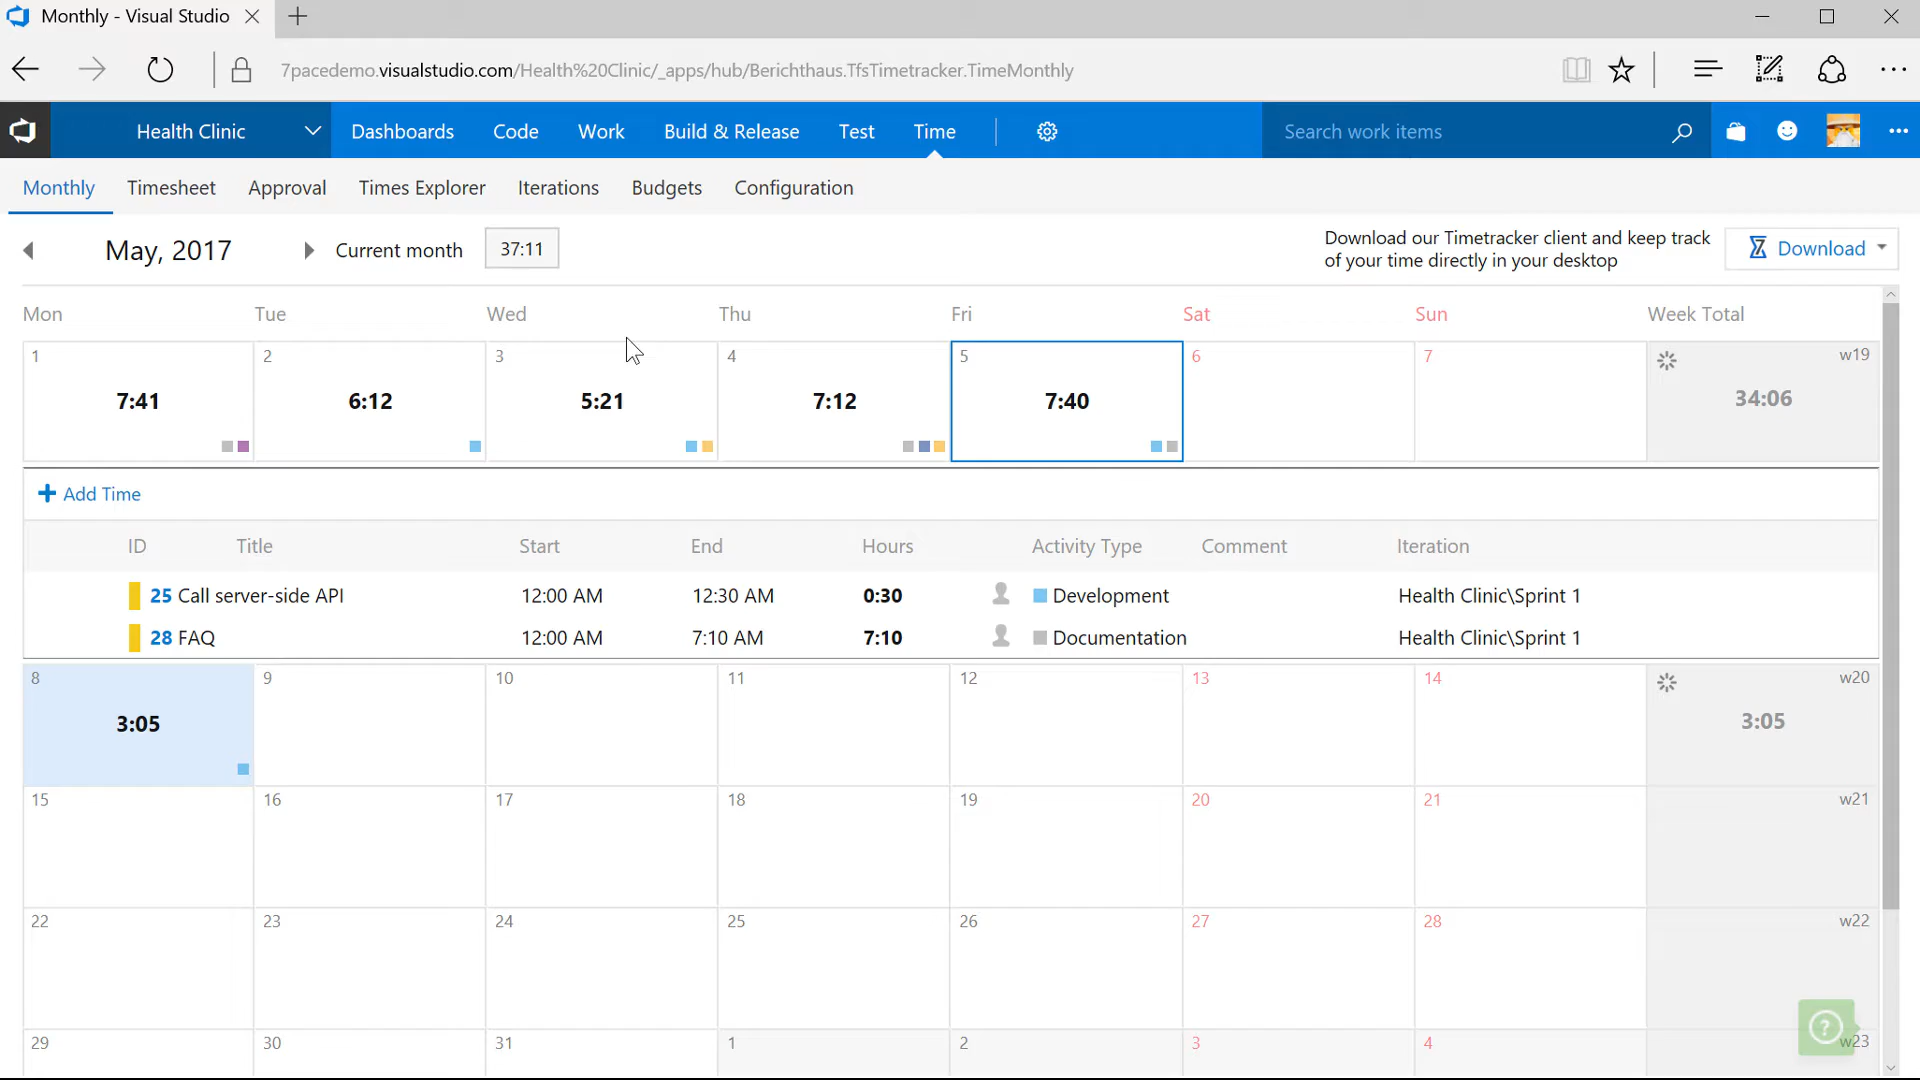 Monthly - Visual Studio
7pacedemo.visualstudio.com/Health%20Clinic/_apps/hub/Berichthaus.TfsTimetracker.TimeMonthly
Health Clinic Dashboards Code Work Build & Release Test Time Search work items
Monthly Timesheet Approval Times Explorer Iterations Budgets Configuration
May, 2017 Current month 37:11
Download our Timetracker client and keep track
of your time directly in your desktop
Download
Mon Tue Wed Thu Fri Sat Sun Week Total
1 2 3 4 5 6 7 w19
7:41 6:12 5:21 7:12 7:40 34:06
Add Time
ID Title Start End Hours Activity Type Comment Iteration
25 Call server-side API 12:00 AM 12:30 AM 0:30 Development Health Clinic\Sprint 1
28 FAQ 12:00 AM 7:10 AM 7:10 Documentation Health Clinic\Sprint 1
8 9 10 11 12 13 14 w20
3:05 3:05
15 16 17 18 19 20 21 w21
22 23 24 25 26 27 28 w22
29 30 31 1 2 3 4 w23